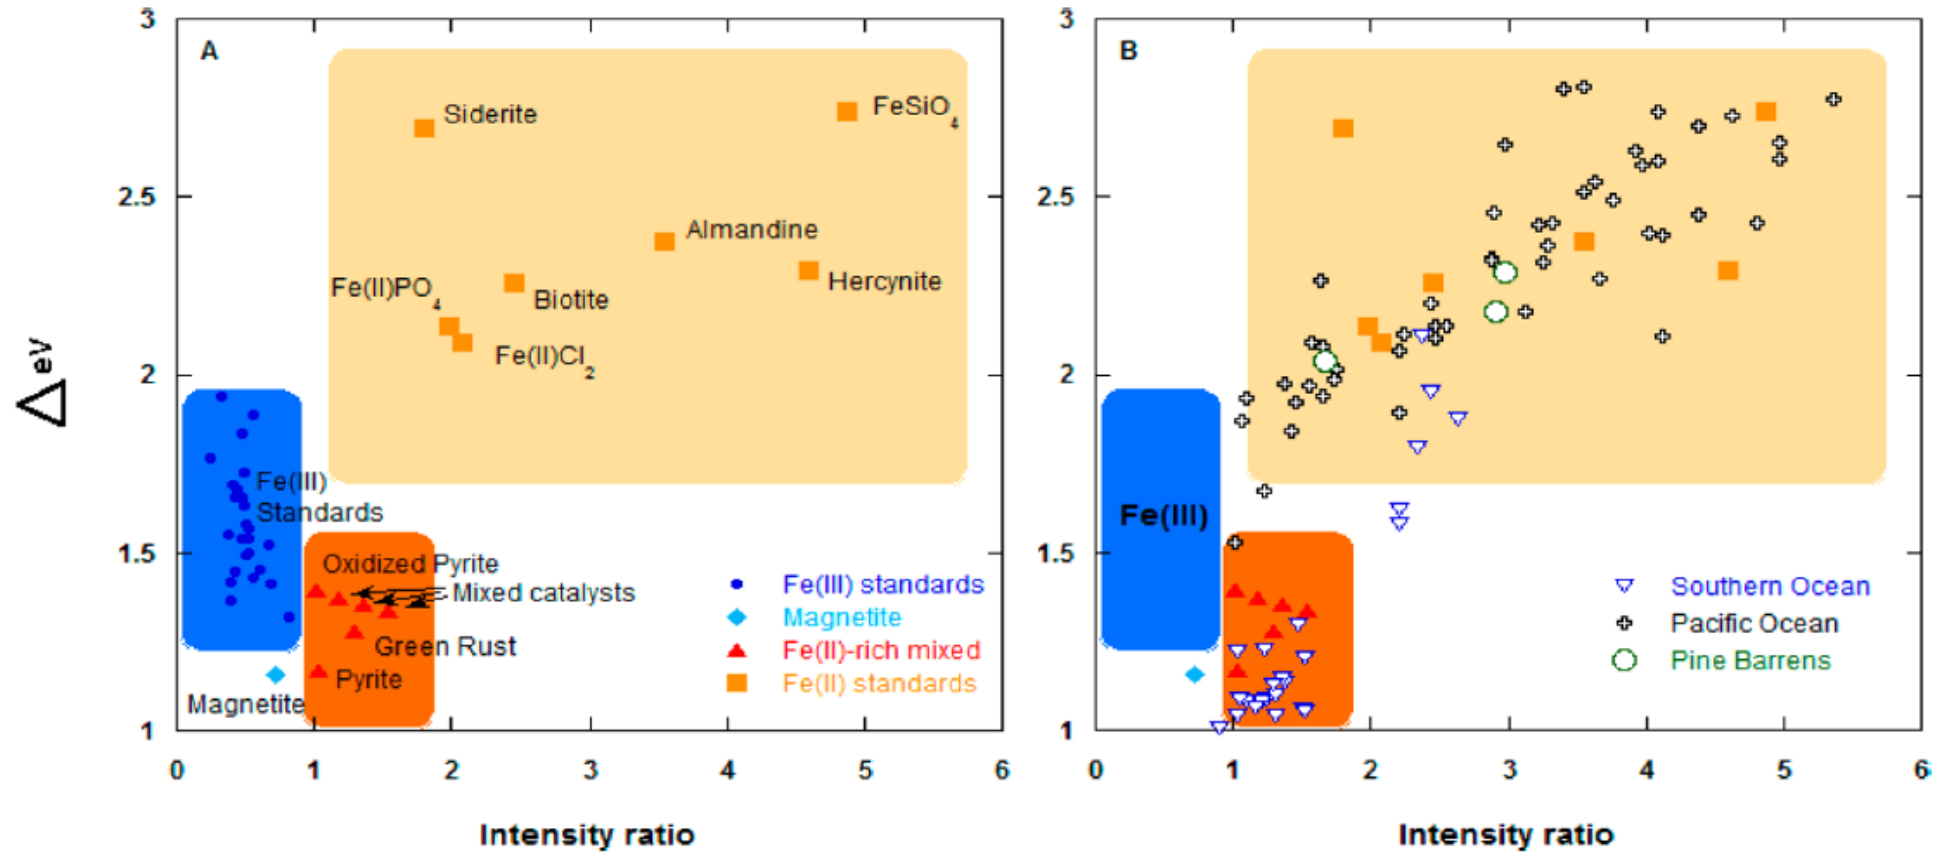 3
A
2.5
2
1.5
1
0 1 2 3 4 5 6
ΔeV
Intensity ratio
Siderite
FeSiO4
Almandine
Hercynite
Fe(II)PO4
Biotite
Fe(II)Cl2
Fe(III)
Standards
Oxidized Pyrite
Mixed catalysts
Green Rust
Pyrite
Magnetite
Fe(III) standards
Magnetite
Fe(II)-rich mixed
Fe(II) standards
3
B
2.5
2
1.5
1
0 1 2 3 4 5 6
Intensity ratio
Fe(III)
Southern Ocean
Pacific Ocean
Pine Barrens